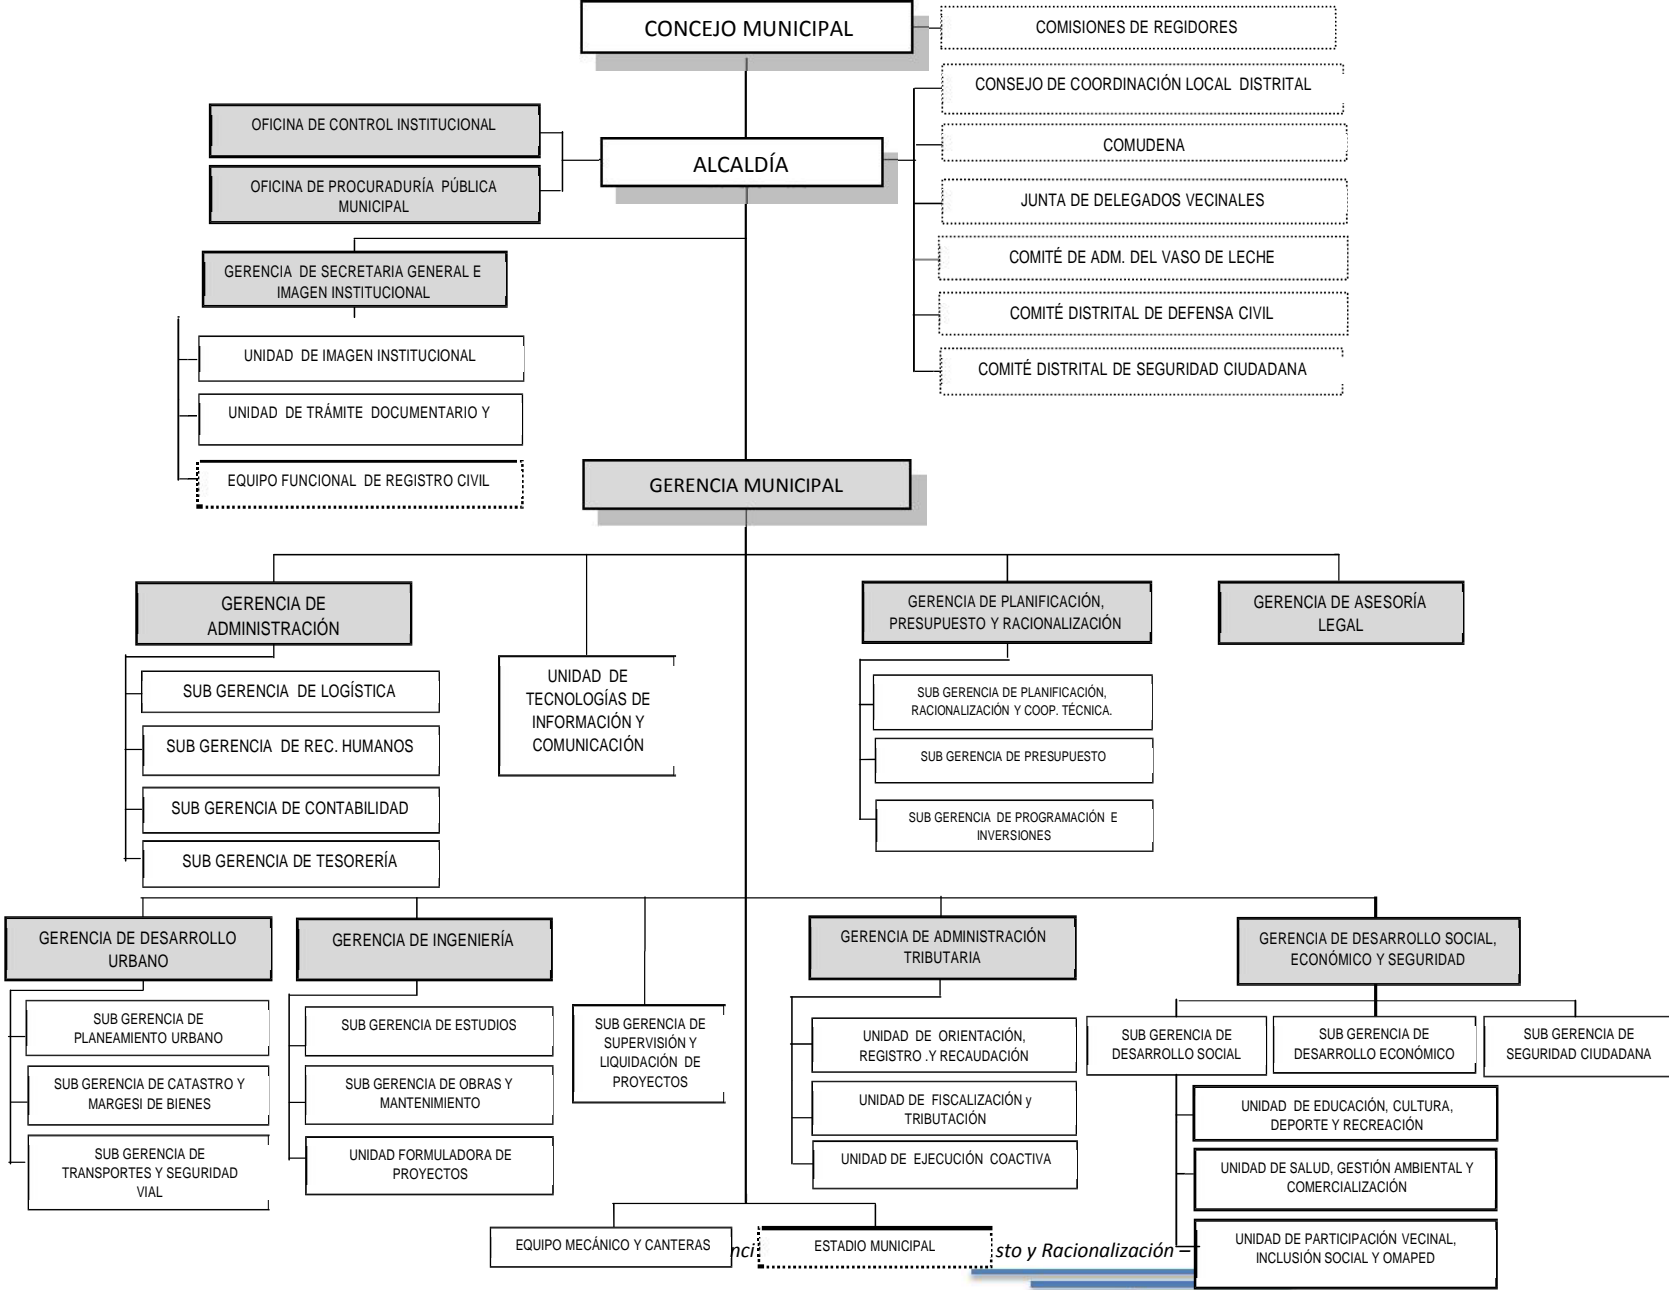 CONCEJO MUNICIPAL
COMISIONES DE REGIDORES
CONSEJO DE COORDINACIÓN LOCAL DISTRITAL
OFICINA DE CONTROL INSTITUCIONAL
COMUDENA
ALCALDÍA
OFICINA DE PROCURADURÍA PÚBLICA
MUNICIPAL
JUNTA DE DELEGADOS VECINALES
COMITÉ DE ADM. DEL VASO DE LECHE
GERENCIA DE SECRETARIA GENERAL E
IMAGEN INSTITUCIONAL
COMITÉ DISTRITAL DE DEFENSA CIVIL
UNIDAD DE IMAGEN INSTITUCIONAL
COMITÉ DISTRITAL DE SEGURIDAD CIUDADANA
UNIDAD DE TRÁMITE DOCUMENTARIO Y
EQUIPO FUNCIONAL DE REGISTRO CIVIL
GERENCIA MUNICIPAL
GERENCIA DE
ADMINISTRACIÓN
SUB GERENCIA DE LOGÍSTICA
SUB GERENCIA DE REC. HUMANOS
SUB GERENCIA DE CONTABILIDAD
SUB GERENCIA DE TESORERÍA
UNIDAD DE
TECNOLOGÍAS DE
INFORMACIÓN Y
COMUNICACIÓN
GERENCIA DE PLANIFICACIÓN,
PRESUPUESTO Y RACIONALIZACIÓN
SUB GERENCIA DE PLANIFICACIÓN,
RACIONALIZACIÓN Y COOP. TÉCNICA.
SUB GERENCIA DE PRESUPUESTO
SUB GERENCIA DE PROGRAMACIÓN E
INVERSIONES
GERENCIA DE ASESORÍA
LEGAL
GERENCIA DE DESARROLLO
URBANO
SUB GERENCIA DE
PLANEAMIENTO URBANO
SUB GERENCIA DE CATASTRO Y
MARGESI DE BIENES
SUB GERENCIA DE
TRANSPORTES Y SEGURIDAD
VIAL
GERENCIA DE INGENIERÍA
SUB GERENCIA DE ESTUDIOS
SUB GERENCIA DE OBRAS Y
MANTENIMIENTO
UNIDAD FORMULADORA DE
PROYECTOS
SUB GERENCIA DE
SUPERVISIÓN Y
LIQUIDACIÓN DE
PROYECTOS
GERENCIA DE ADMINISTRACIÓN
TRIBUTARIA
UNIDAD DE ORIENTACIÓN,
REGISTRO .Y RECAUDACIÓN
UNIDAD DE FISCALIZACIÓN y
TRIBUTACIÓN
UNIDAD DE EJECUCIÓN COACTIVA
GERENCIA DE DESARROLLO SOCIAL,
ECONÓMICO Y SEGURIDAD
SUB GERENCIA DE
DESARROLLO SOCIAL
SUB GERENCIA DE
DESARROLLO ECONÓMICO
SUB GERENCIA DE
SEGURIDAD CIUDADANA
UNIDAD DE EDUCACIÓN, CULTURA,
DEPORTE Y RECREACIÓN
UNIDAD DE SALUD, GESTIÓN AMBIENTAL Y
COMERCIALIZACIÓN
UNIDAD DE PARTICIPACIÓN VECINAL,
INCLUSIÓN SOCIAL Y OMAPED
EQUIPO MECÁNICO Y CANTERAS
ESTADIO MUNICIPAL
sto y Racionalización –